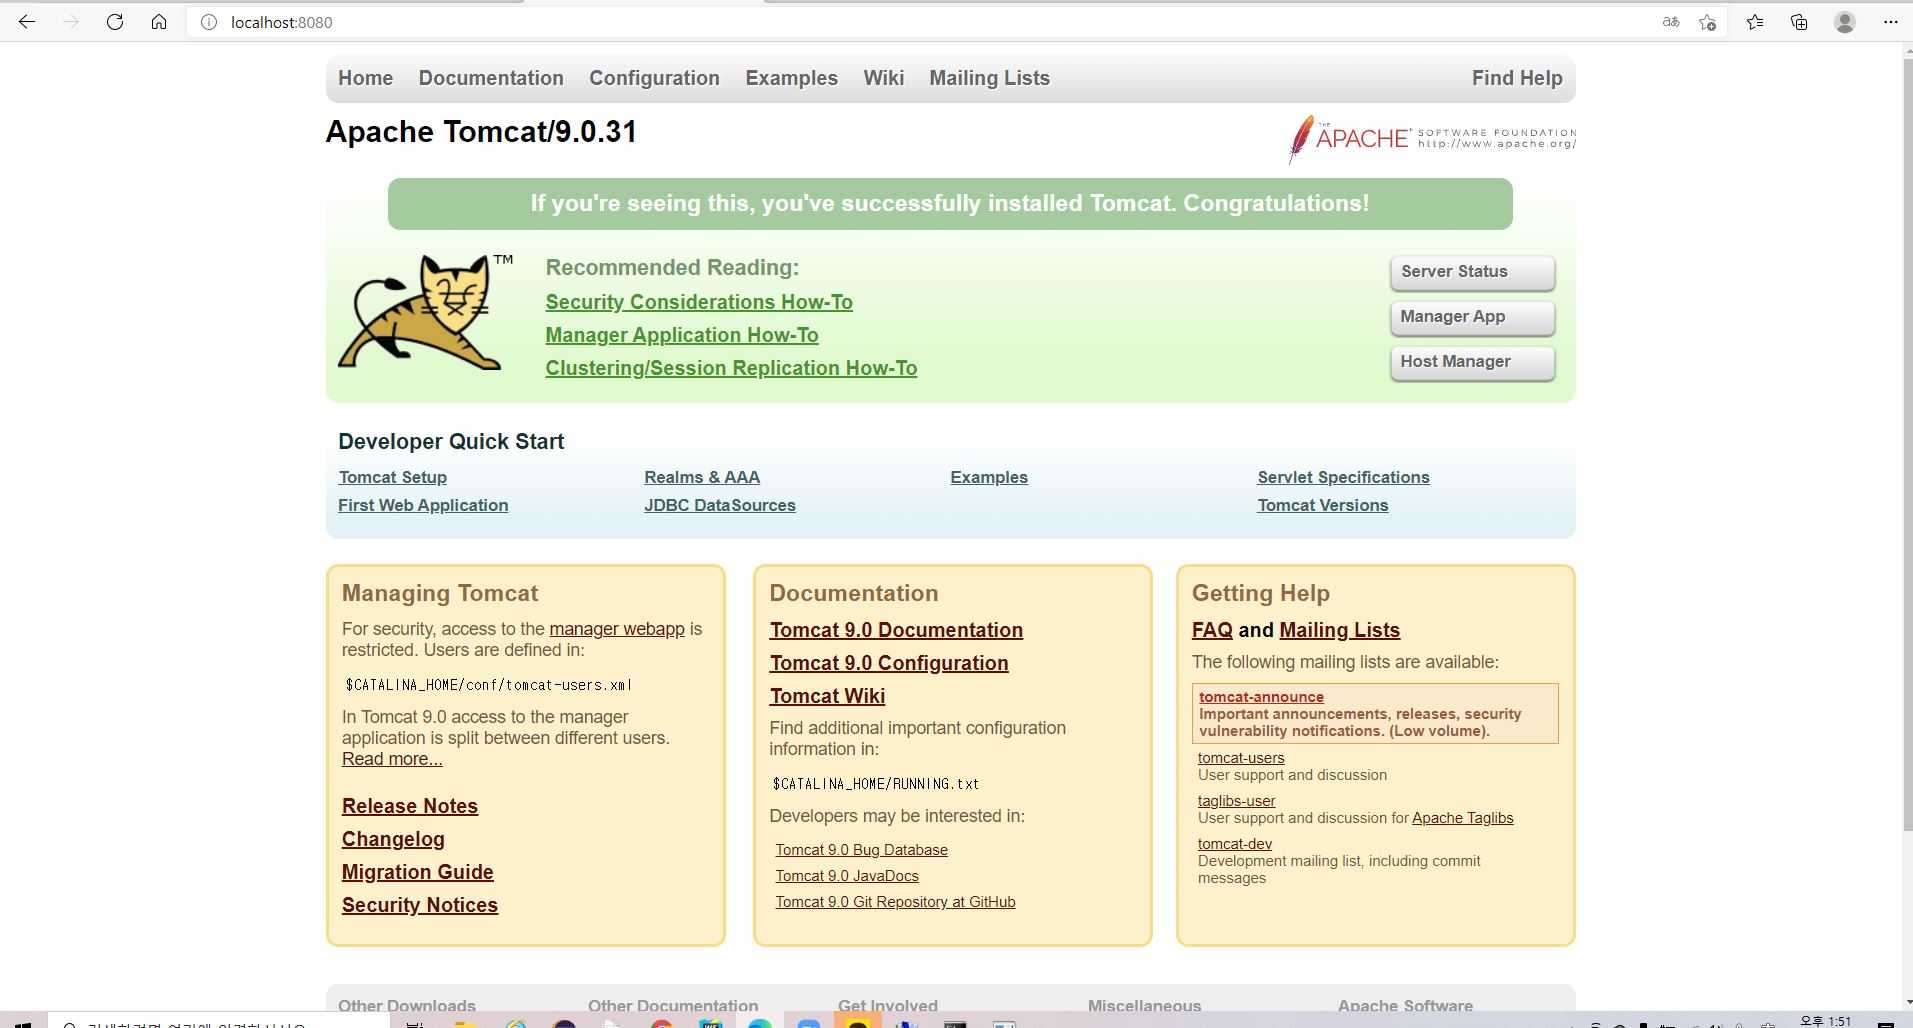 localhost:8080
aあ
Home Documentation Configuration Examples Wiki Mailing Lists Find Help
Apache Tomcat/9.0.31
THE APACHE SOFTWARE FOUNDATION
http://www.apache.org/
If you're seeing this, you've successfully installed Tomcat. Congratulations!
TM
Recommended Reading:
Security Considerations How-To
Manager Application How-To
Clustering/Session Replication How-To
Server Status
Manager App
Host Manager
Developer Quick Start
Tomcat Setup
First Web Application
Realms & AAA
JDBC DataSources
Examples
Servlet Specifications
Tomcat Versions
Managing Tomcat
For security, access to the manager webapp is
restricted. Users are defined in:
$CATALINA_HOME/conf/tomcat-users.xml
In Tomcat 9.0 access to the manager
application is split between different users.
Read more...
Release Notes
Changelog
Migration Guide
Security Notices
Documentation
Tomcat 9.0 Documentation
Tomcat 9.0 Configuration
Tomcat Wiki
Find additional important configuration
information in:
$CATALINA_HOME/RUNNING.txt
Developers may be interested in:
Tomcat 9.0 Bug Database
Tomcat 9.0 JavaDocs
Tomcat 9.0 Git Repository at GitHub
Getting Help
FAQ and Mailing Lists
The following mailing lists are available:
tomcat-announce
Important announcements, releases, security
vulnerability notifications. (Low volume).
tomcat-users
User support and discussion
taglibs-user
User support and discussion for Apache Taglibs
tomcat-dev
Development mailing list, including commit
messages
Other Downloads Other Documentation Get Involved Miscellaneous Apache Software
오후 1:51